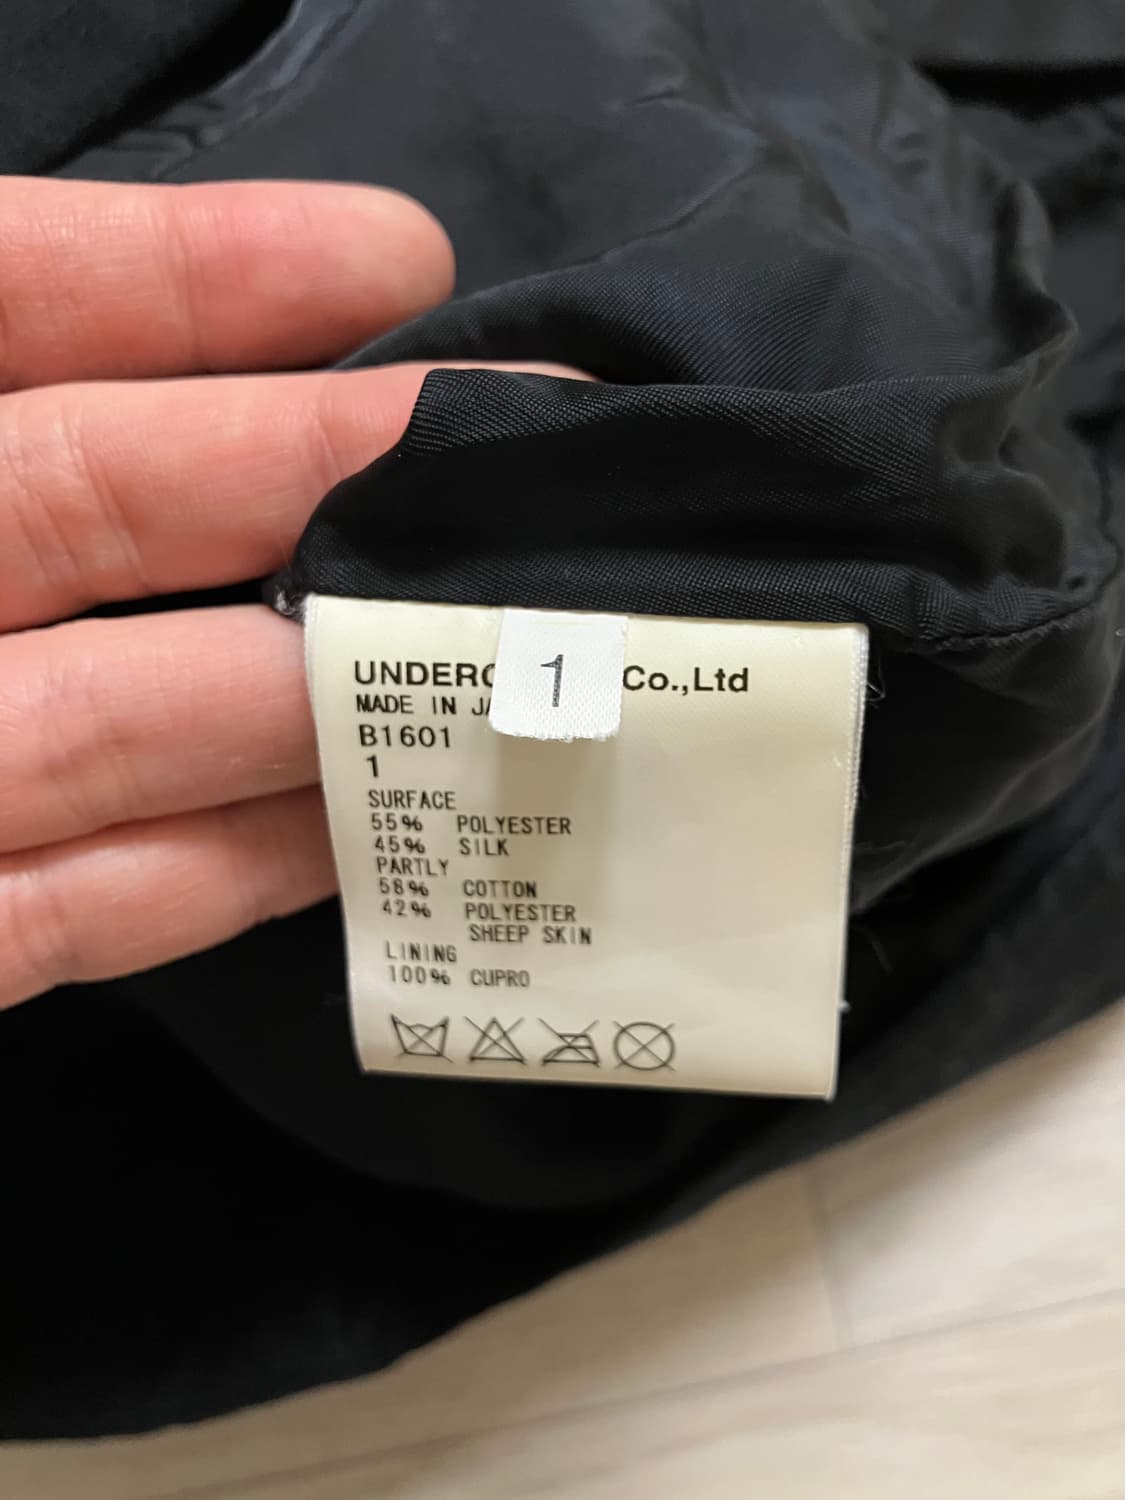 1
UNDERC Co.,Ltd
MADE IN JA
B1601
1
SURFACE
55% POLYESTER
45% SILK
PARTLY
58% COTTON
42% POLYESTER
SHEEP SKIN
LINING
100% CUPRO